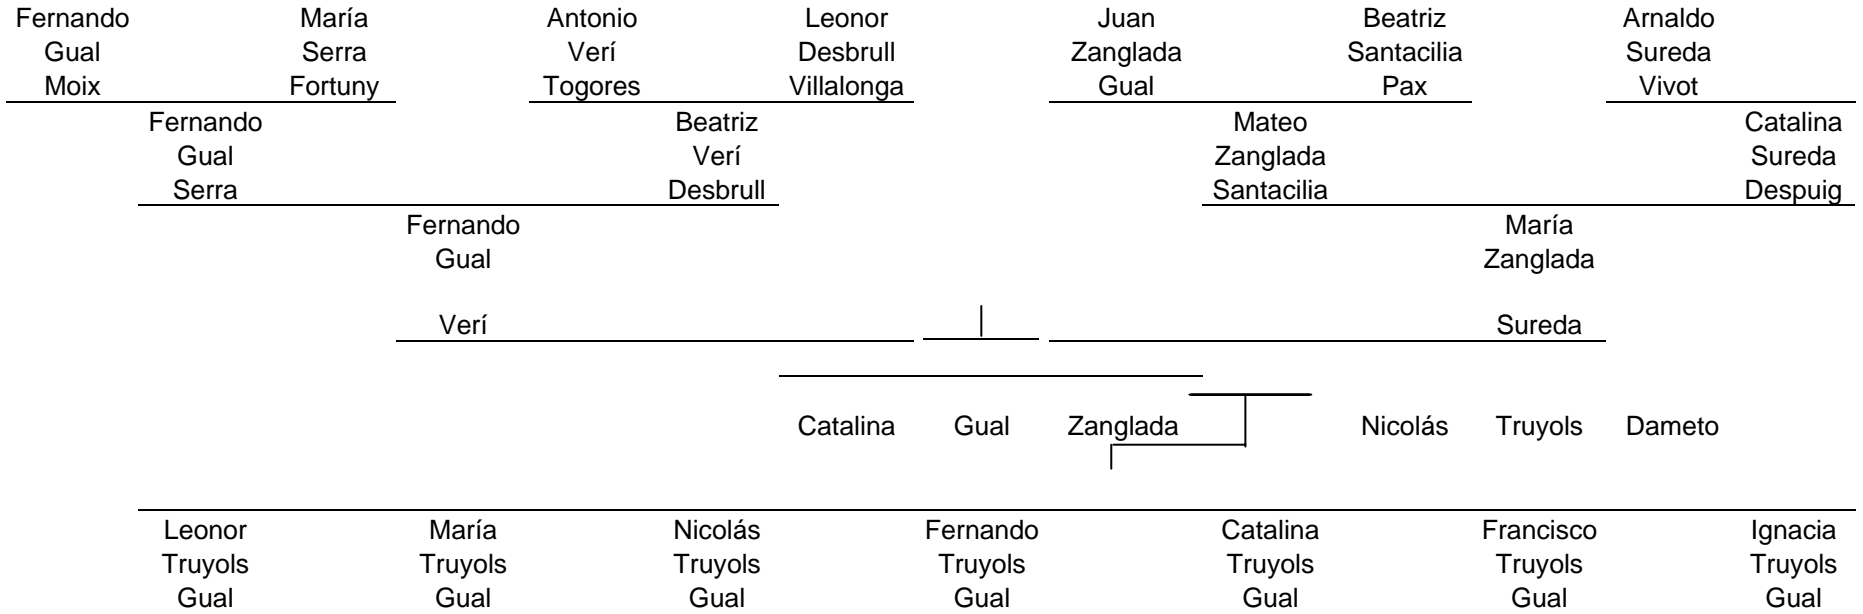 Fernando María Antonio Leonor Juan Beatriz Arnaldo
Gual Serra Verí Desbrull Zanglada Santacilia Sureda
Moix Fortuny Togores Villalonga Gual Pax Vivot
Fernando Beatriz Mateo Catalina
Gual Verí Zanglada Sureda
Serra Desbrull Santacilia Despuig
Fernando María
Gual Zanglada
Verí Sureda
Catalina Gual Zanglada Nicolás Truyols Dameto
Leonor María Nicolás Fernando Catalina Francisco Ignacia
Truyols Truyols Truyols Truyols Truyols Truyols Truyols
Gual Gual Gual Gual Gual Gual Gual